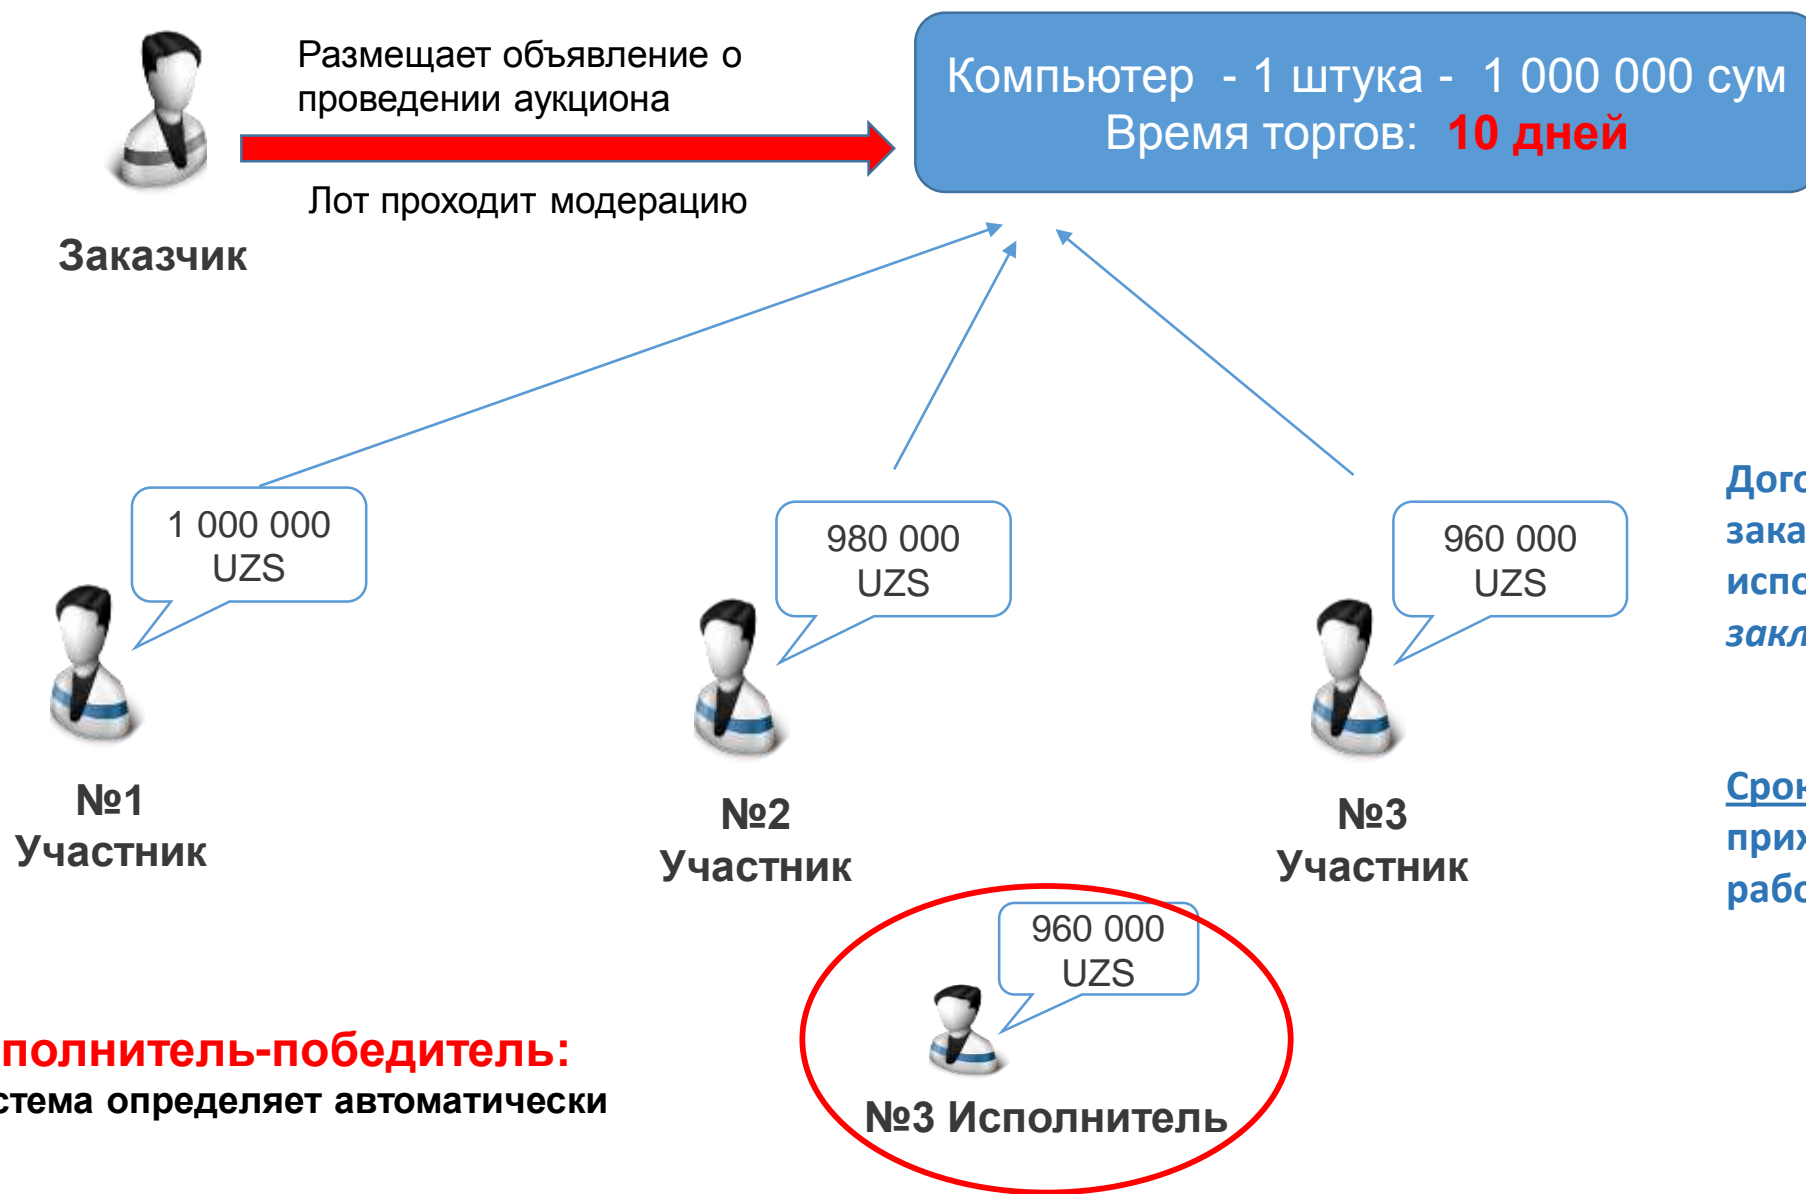 Размещает объявление о
проведении аукциона
Лот проходит модерацию
Заказчик
Компьютер - 1 штука - 1 000 000 сум
Время торгов: 10 дней
1 000 000
UZS
980 000
UZS
960 000
UZS
№1
Участник
№2
Участник
№3
Участник
960 000
UZS
№3 Исполнитель
полнитель-победитель:
стема определяет автоматически